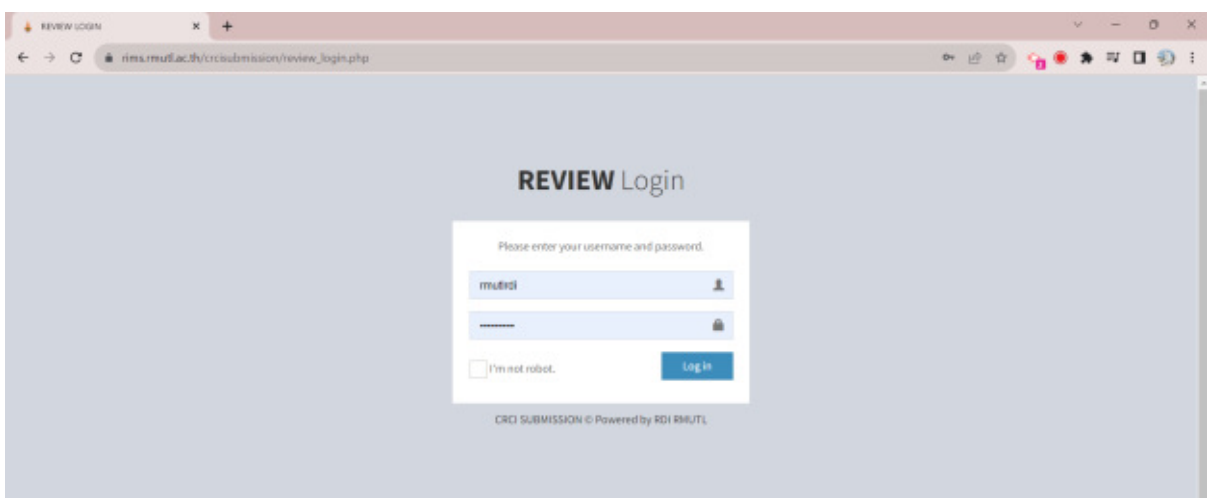 REVIEW LOGIN
rims.rmutl.ac.th/crcisubmission/review_login.php
REVIEW Login
Please enter your username and password.
rmutlrdi
I'm not robot.
Log in
CRCI SUBMISSION © Powered by RDI RMUTL